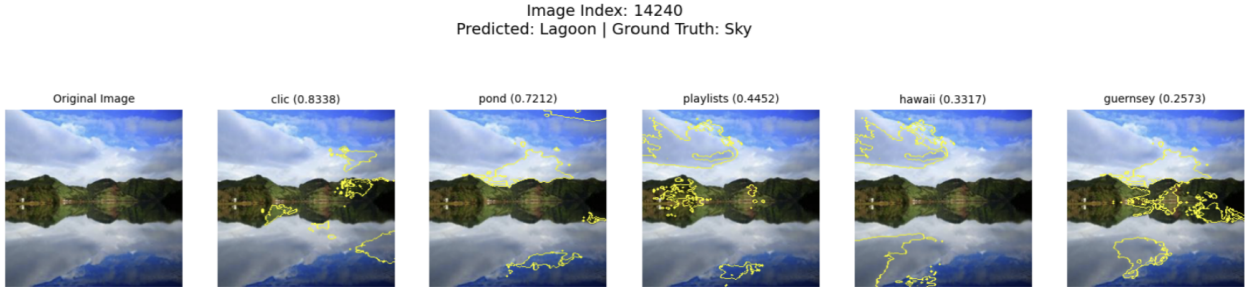 Image Index: 14240
Predicted: Lagoon | Ground Truth: Sky
Original Image
clic (0.8338)
pond (0.7212)
playlists (0.4452)
hawaii (0.3317)
guernsey (0.2573)